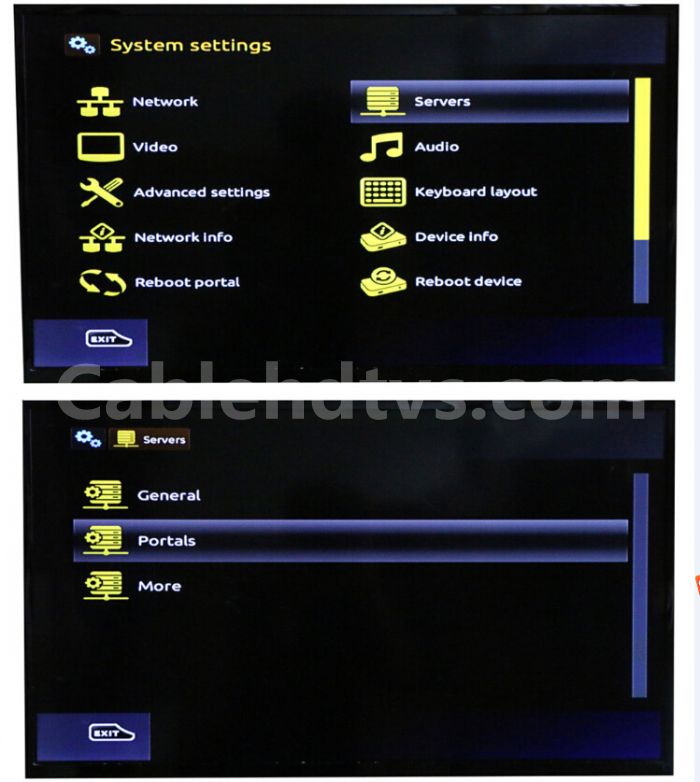 System settings
Network
Servers
Video
Audio
Advanced settings
Keyboard layout
Network info
Device info
Reboot portal
Reboot device
EXIT
Cablehdtvs.com
Servers
General
Portals
More
EXIT